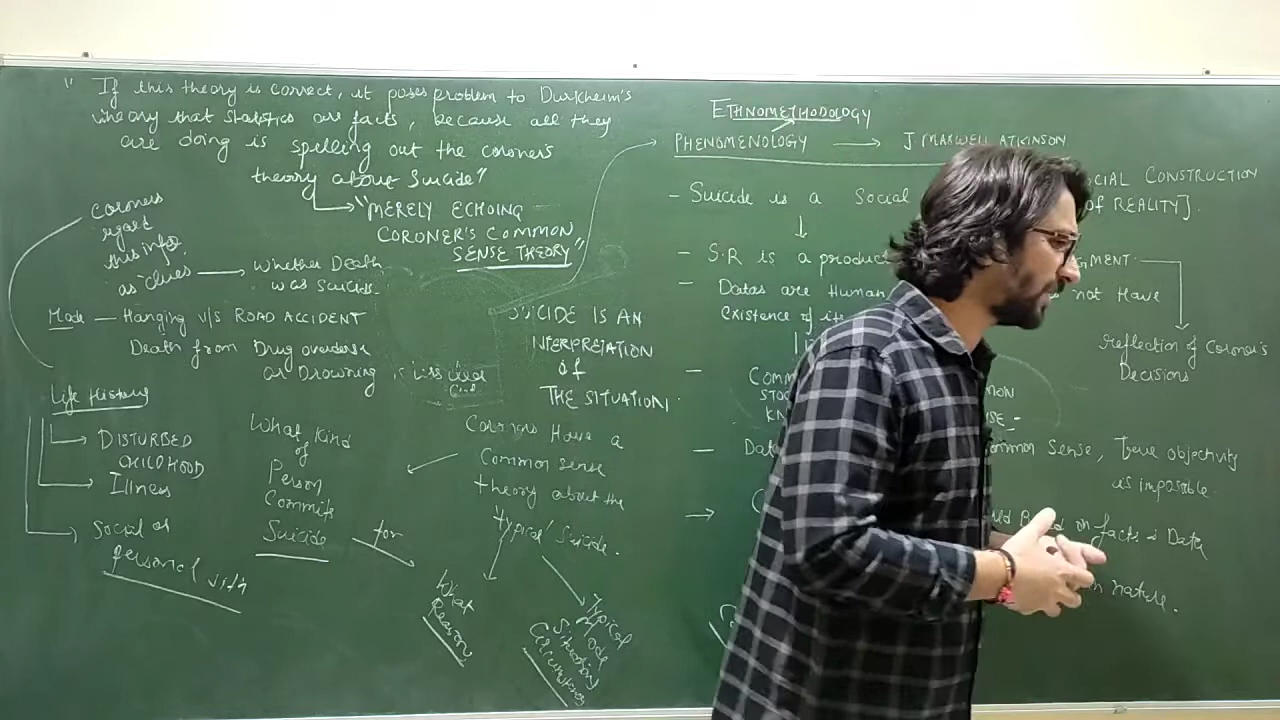 " If this theory is correct, it poses problem to Durkheim's
theory that statistics are facts, because all they
are doing is spelling out the coroner's
theory about Suicide"
"MERELY ECHOING
CORONER'S COMMON
SENSE THEORY"
Coroners
regard
this info.
as 'clues'
Whether Death
was Suicide.
Mode — Hanging v/s ROAD ACCIDENT
Death from Drug overdose
or Drowning
Life History
DISTURBED
CHILDHOOD
Illness
Social or
personal
What Kind
of
Person
Commits
Suicide
for
What
Reason
SUICIDE IS AN
INTERPRETATION
of
THE SITUATION
Coroners Have a
Common sense
theory about the
'typical' Suicide.
Typical
Mode
Situation
Circumstances
ETHNOMETHODOLOGY
PHENOMENOLOGY → J MAXWELL ATKINSON
- Suicide is a Social
CONSTRUCTION
of REALITY].
- S.R is a product
- Datas are Human not Have
existence of its
reflection of Coroner's
Decisions
- Data Common Sense, True objectivity
is impossible.
Based on facts & Data
nature.